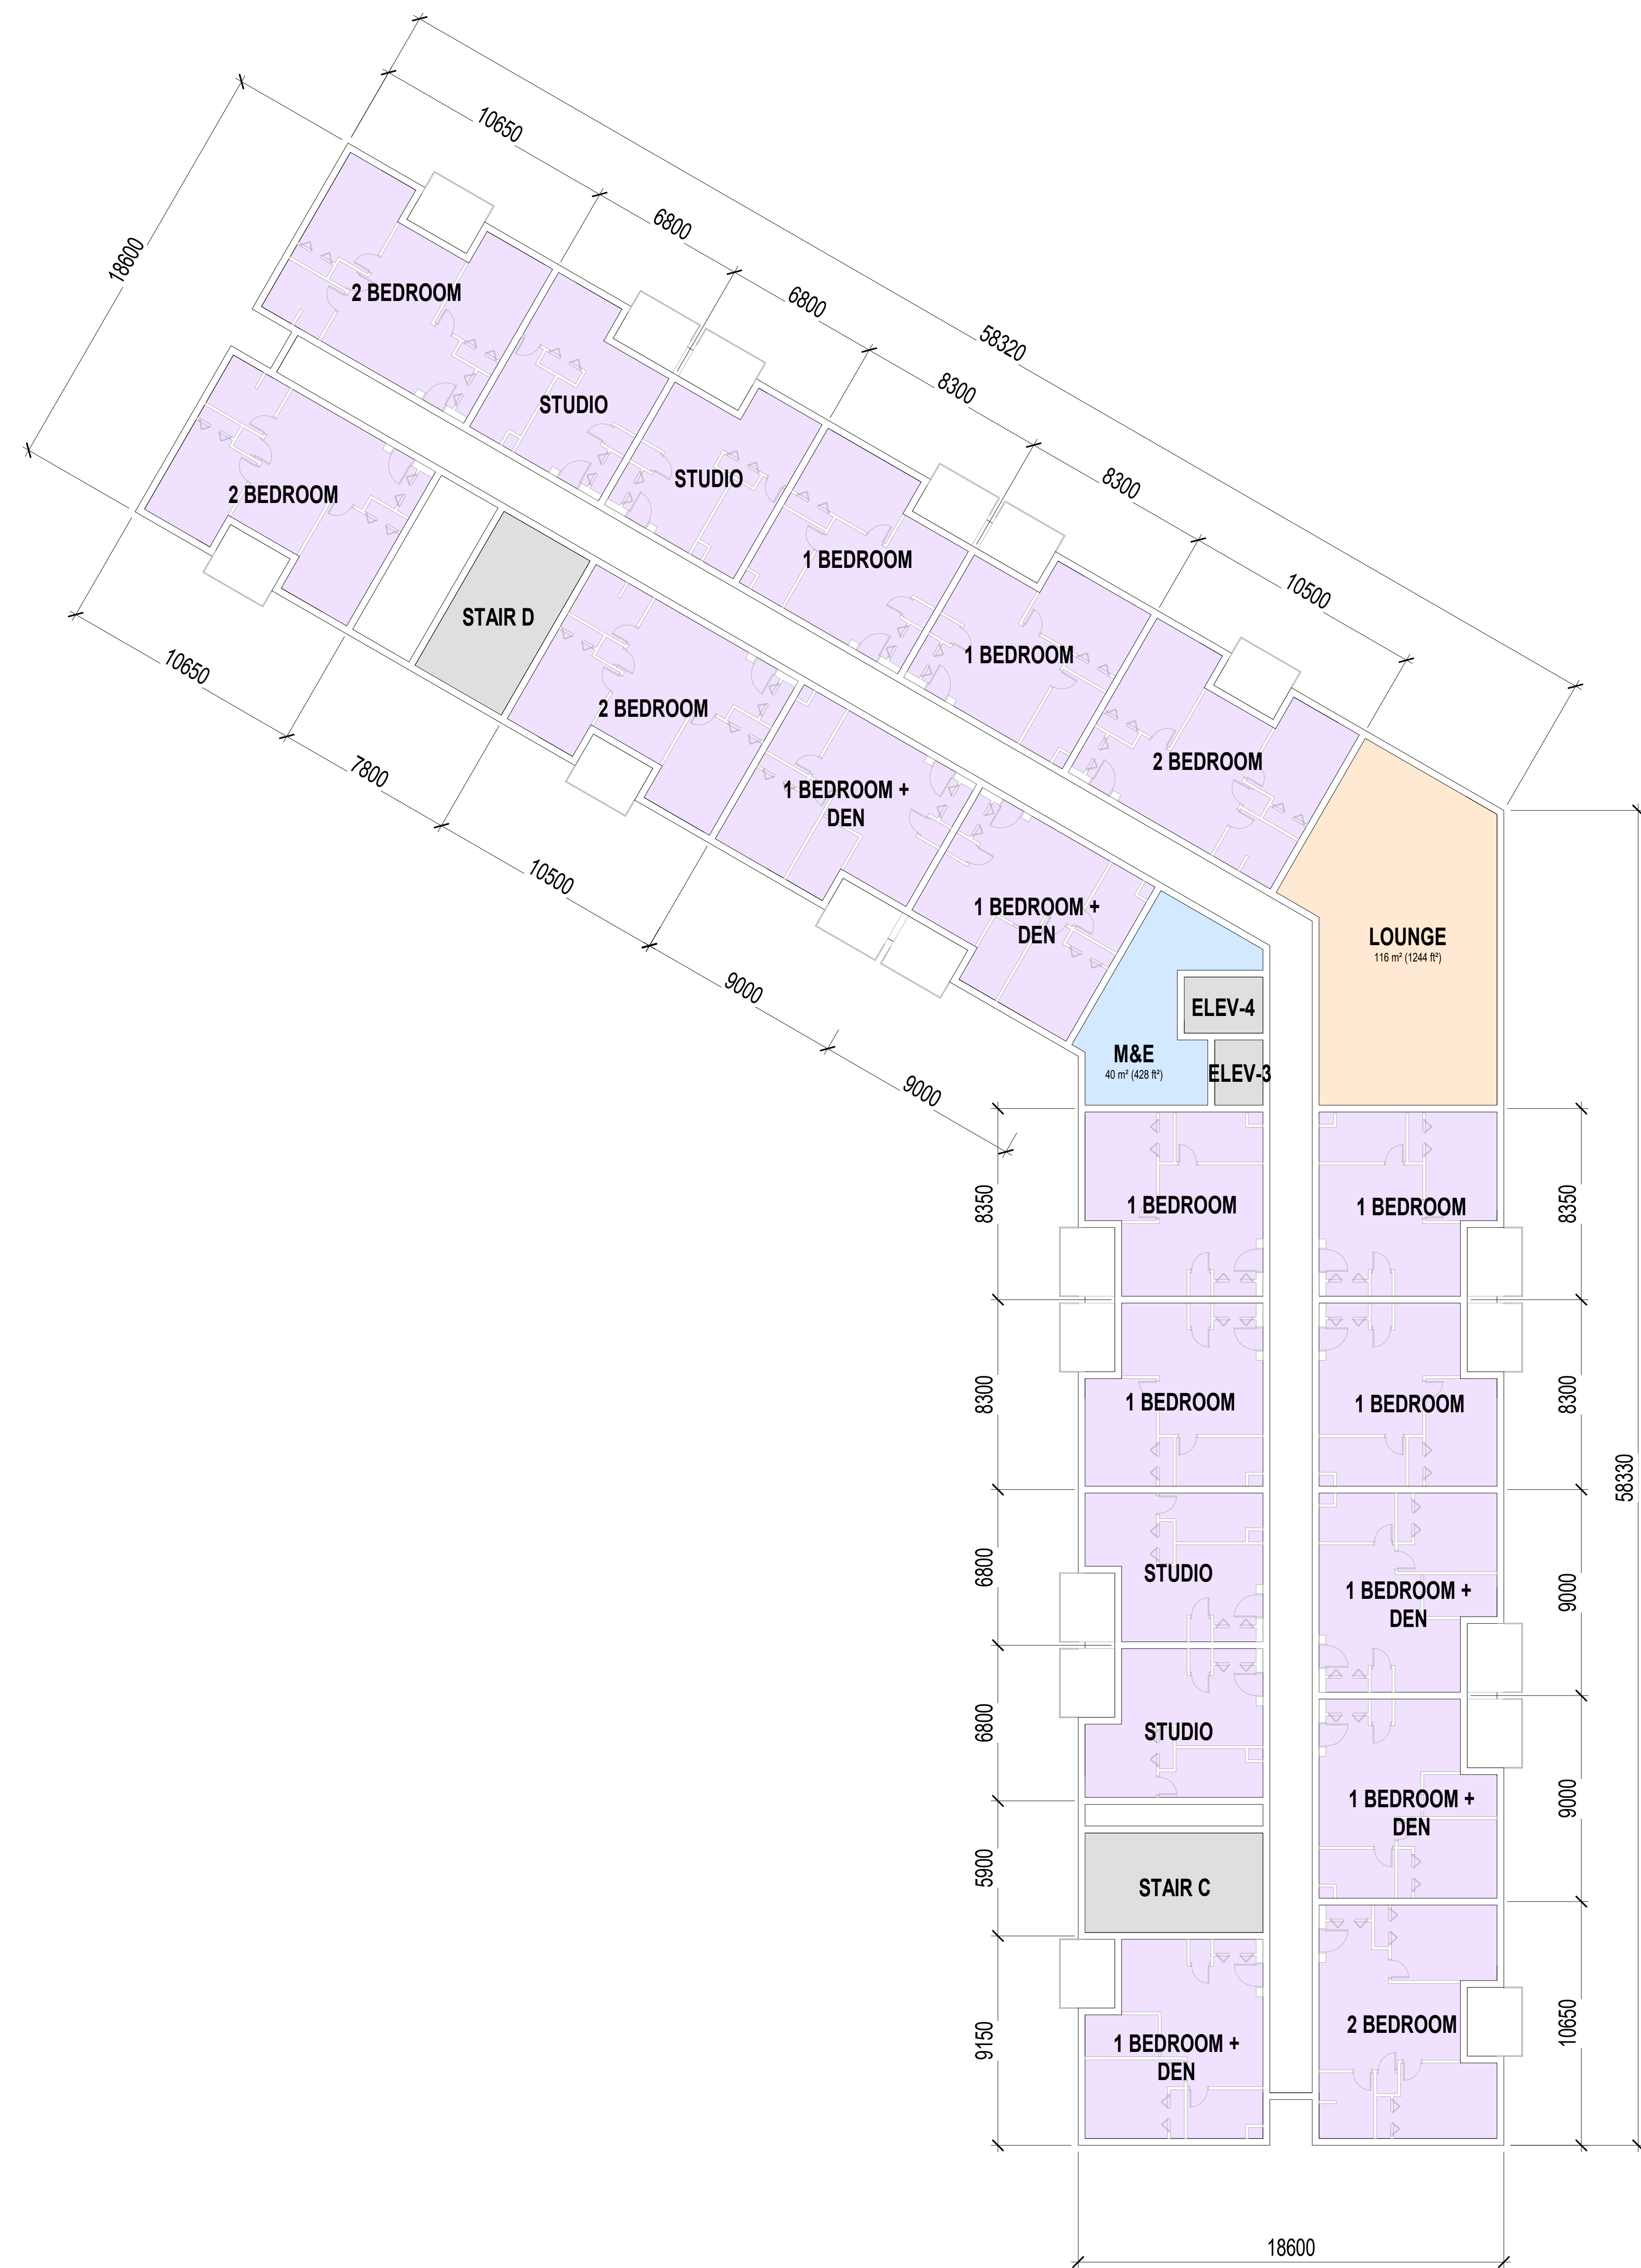 10650
6800
6800
58320
8300
8300
10500
18600
2 BEDROOM
STUDIO
STUDIO
1 BEDROOM
1 BEDROOM
2 BEDROOM
2 BEDROOM
STAIR D
2 BEDROOM
1 BEDROOM +
DEN
1 BEDROOM +
DEN
10650
7800
10500
9000
9000
LOUNGE
116 m² (1244 ft²)
ELEV-4
M&E
40 m² (428 ft²)
ELEV-3
8350
1 BEDROOM
1 BEDROOM
8350
8300
1 BEDROOM
1 BEDROOM
8300
58330
6800
STUDIO
1 BEDROOM +
DEN
9000
6800
STUDIO
1 BEDROOM +
DEN
9000
5900
STAIR C
9150
1 BEDROOM +
DEN
2 BEDROOM
10650
18600